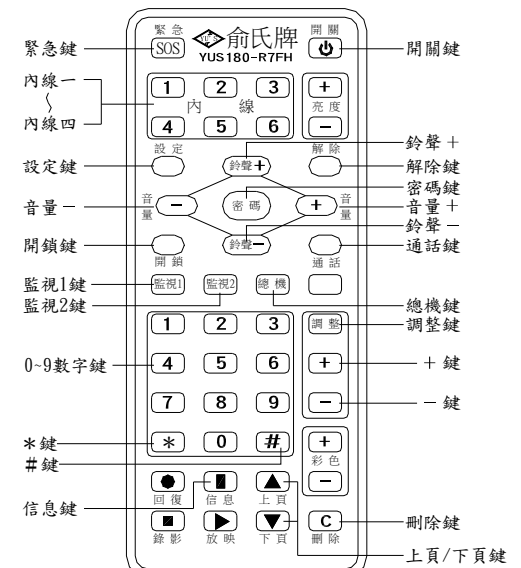 緊急
YUS
俞氏牌
開關
緊急鍵
SOS
YUS180-R7FH
開關鍵
內線一
~
內線四
1 2 3
內 線
4 5 6
+
亮度
−
設定
解除
鈴聲+
設定鍵
鈴聲+
解除鍵
音量−
音量
−
密碼
+
音量
密碼鍵
音量+
鈴聲−
開鎖鍵
鈴聲−
通話鍵
開鎖
通話
監視1鍵
監視2鍵
監視1
監視2
總機
總機鍵
調整鍵
1 2 3
調整
0~9數字鍵
4 5 6
+
+鍵
7 8 9
−
−鍵
*鍵
#鍵
* 0 #
+
彩色
−
信息鍵
回復
信息
上頁
錄影
放映
下頁
C
刪除
刪除鍵
上頁/下頁鍵